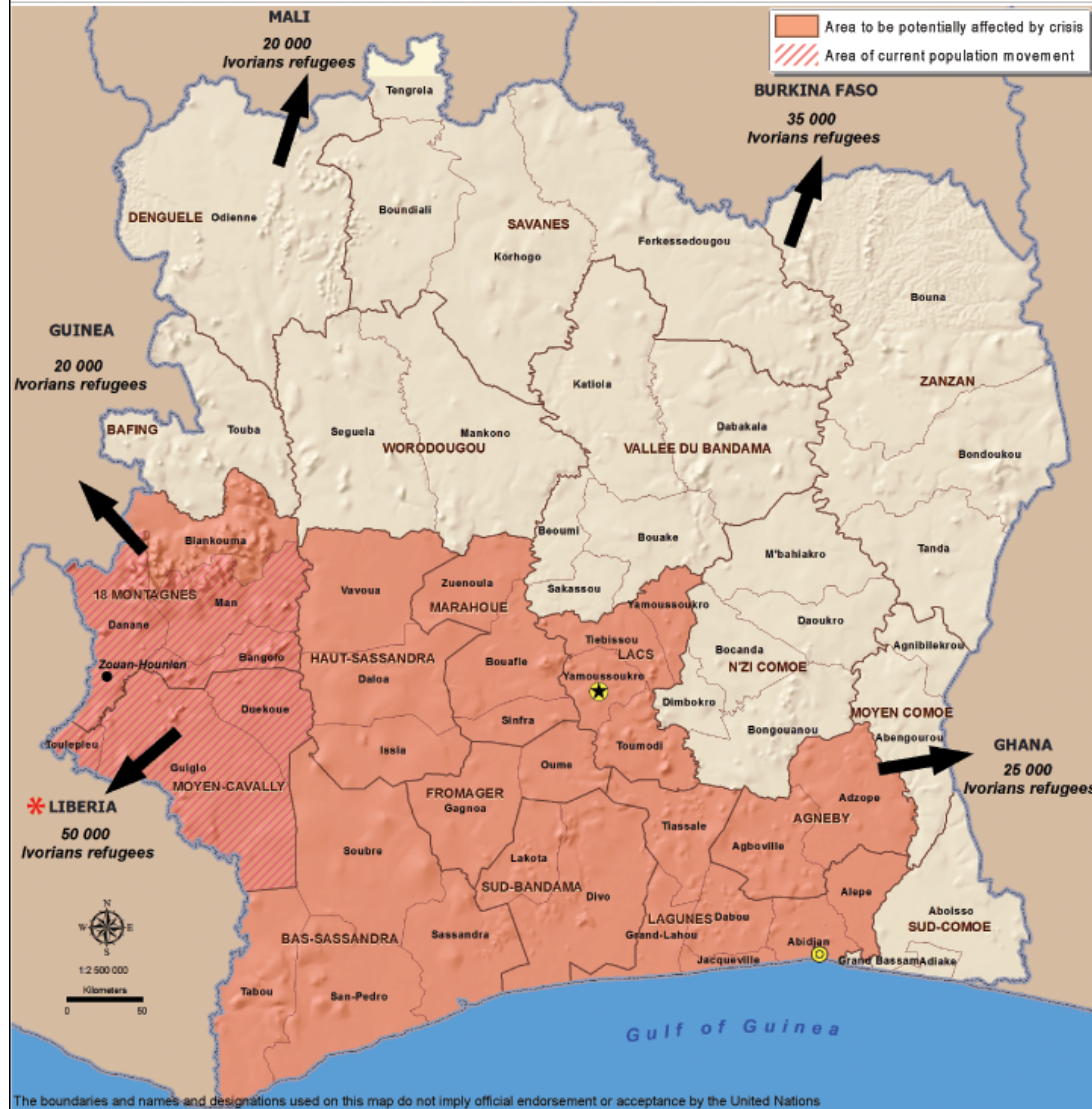 MALI
20 000
Ivorians refugees
Area to be potentially affected by crisis
Area of current population movement
BURKINA FASO
35 000
Ivorians refugees
Tengrela
DENGUELE
Odienne
Boundiali
SAVANES
Korhogo
Ferkessedougou
Bouna
GUINEA
20 000
Ivorians refugees
ZANZAN
Katiola
BAFING
Touba
Seguela
Mankono
WORODOUGOU
Dabakala
VALLEE DU BANDAMA
Bondoukou
Biankouma
Beoumi
Bouake
M'bahiakro
Tanda
Sakassou
18 MONTAGNES
Man
Vavoua
Zuenoula
MARAHOUE
Yamoussoukro
Danane
Daoukro
Tiebissou
Agnibilekrou
Bangolo
HAUT-SASSANDRA
Bouafle
LACS
Bocanda
N'ZI COMOE
Zouan-Hounien
Daloa
Yamoussoukro
Dimbokro
Duekoue
Sinfra
Bongouanou
MOYEN COMOE
Abengourou
Toulepleu
Issia
Oume
Toumodi
GHANA
25 000
Ivorians refugees
Guiglo
MOYEN-CAVALLY
FROMAGER
Gagnoa
Adzope
AGNEBY
* LIBERIA
50 000
Ivorians refugees
Soubre
Tiassale
Agboville
Lakota
SUD-BANDAMA
Divo
Alepe
N
W E
S
LAGUNES
Dabou
Aboisso
SUD-COMOE
BAS-SASSANDRA
Sassandra
Grand-Lahou
Abidjan
Jacqueville
Grand Bassam
Adiake
1:2 500 000
Kilometers
0 50
Tabou
San-Pedro
Gulf of Guinea
The boundaries and names and designations used on this map do not imply official endorsement or acceptance by the United Nations